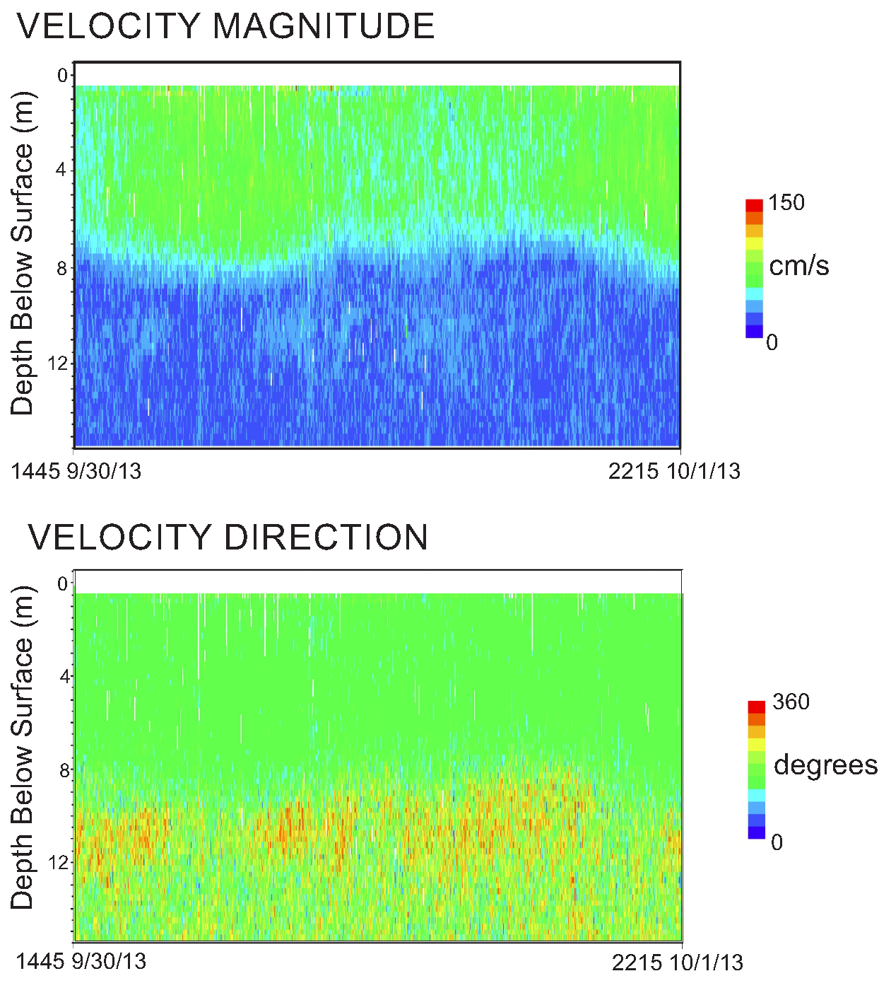 VELOCITY MAGNITUDE
Depth Below Surface (m)
0
4
8
12
150
cm/s
0
1445 9/30/13
2215 10/1/13
VELOCITY DIRECTION
Depth Below Surface (m)
0
4
8
12
360
degrees
0
1445 9/30/13
2215 10/1/13